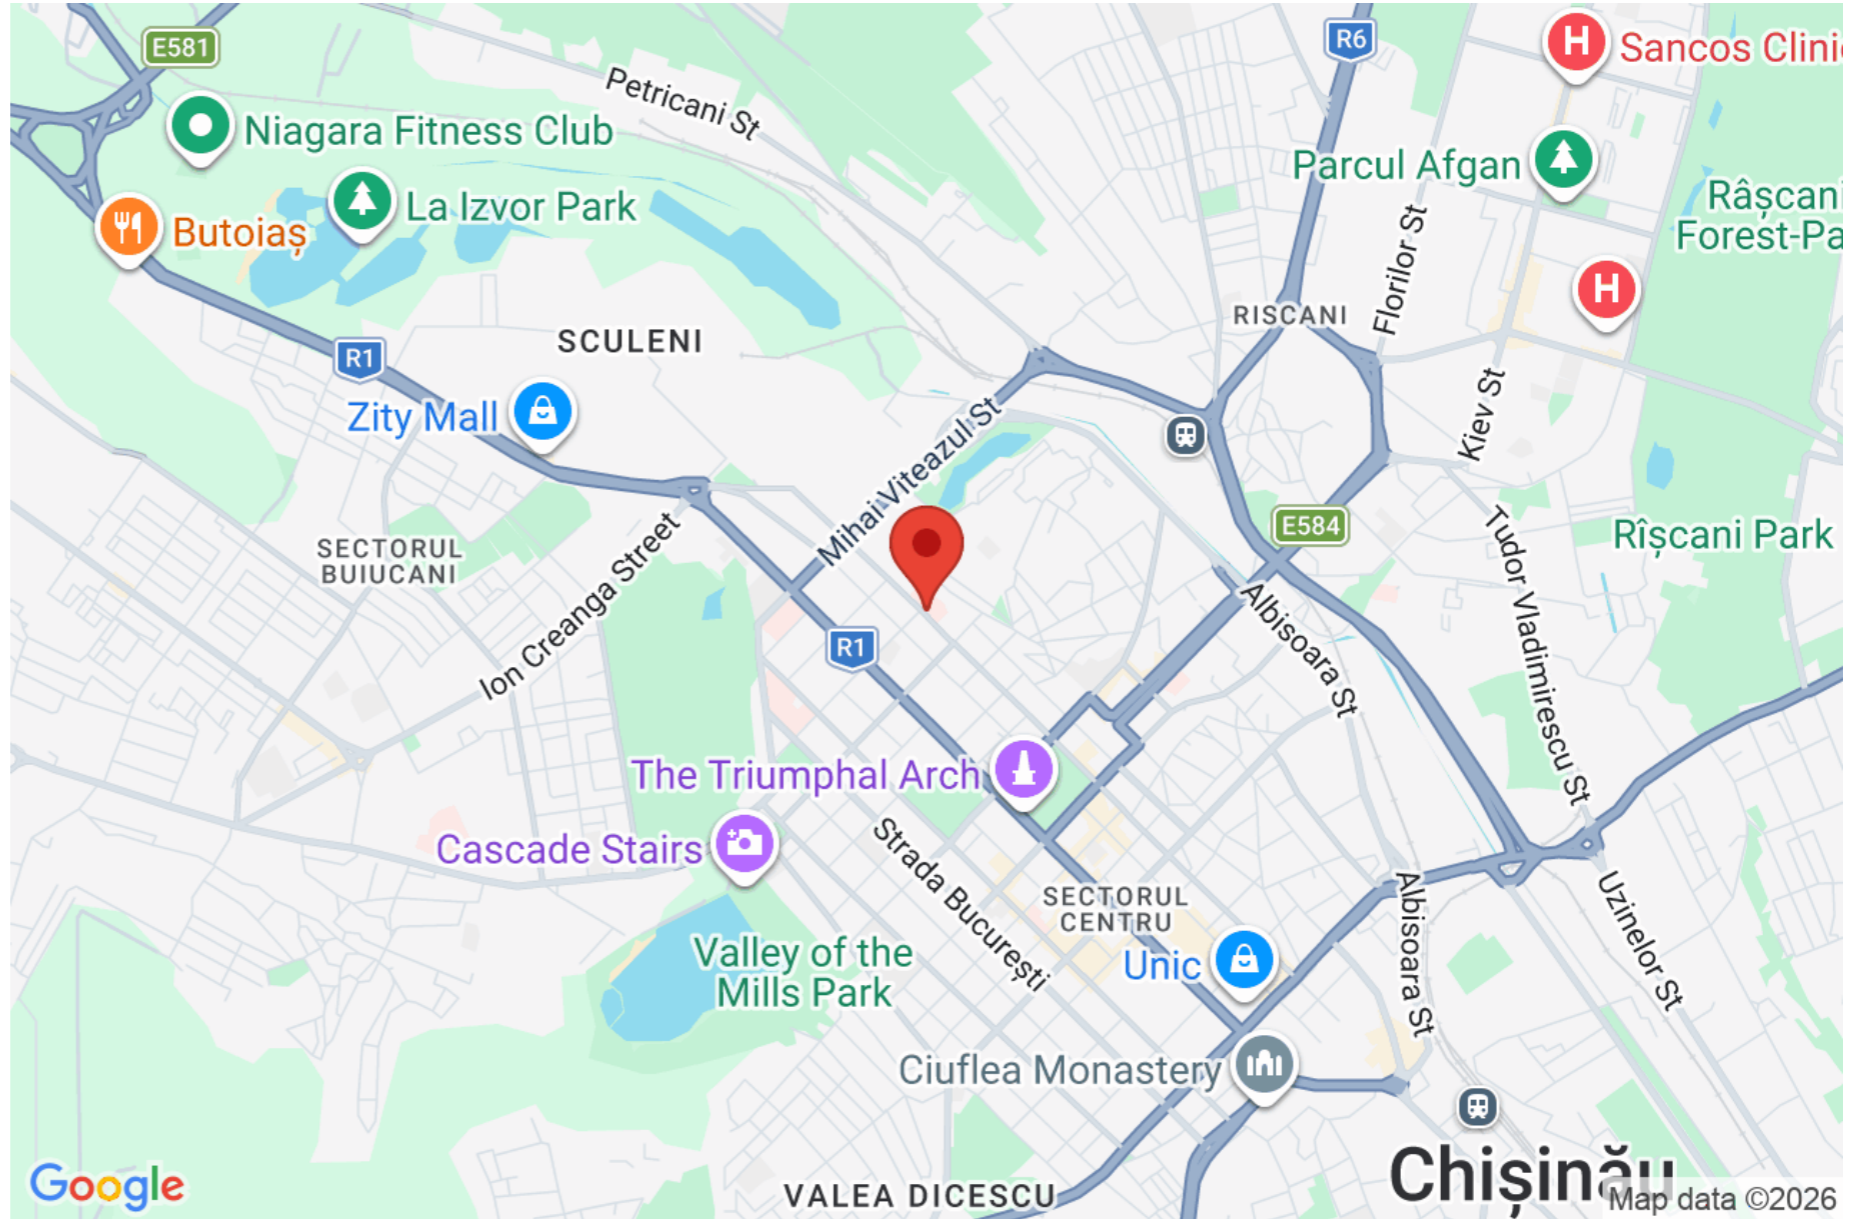 E581
R6
Sancos Clini
Petricani St
Niagara Fitness Club
Parcul Afgan
La Izvor Park
Râșcani
Forest-Pa
Butoiaș
Florilor St
RISCANI
SCULENI
R1
Kiev St
Zity Mall
Mihai Viteazul St
E584
Tudor Vladimirescu St
Rîșcani Park
SECTORUL
BUIUCANI
Ion Creanga Street
Albisoara St
R1
The Triumphal Arch
Cascade Stairs
Strada București
SECTORUL
CENTRU
Albisoara St
Uzinelor St
Valley of the
Mills Park
Unic
Ciuflea Monastery
Chișinău
Google
VALEA DICESCU
Map data ©2026